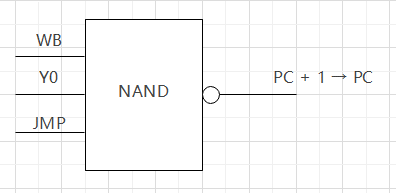 WB
Y0
NAND
PC + 1 → PC
JMP